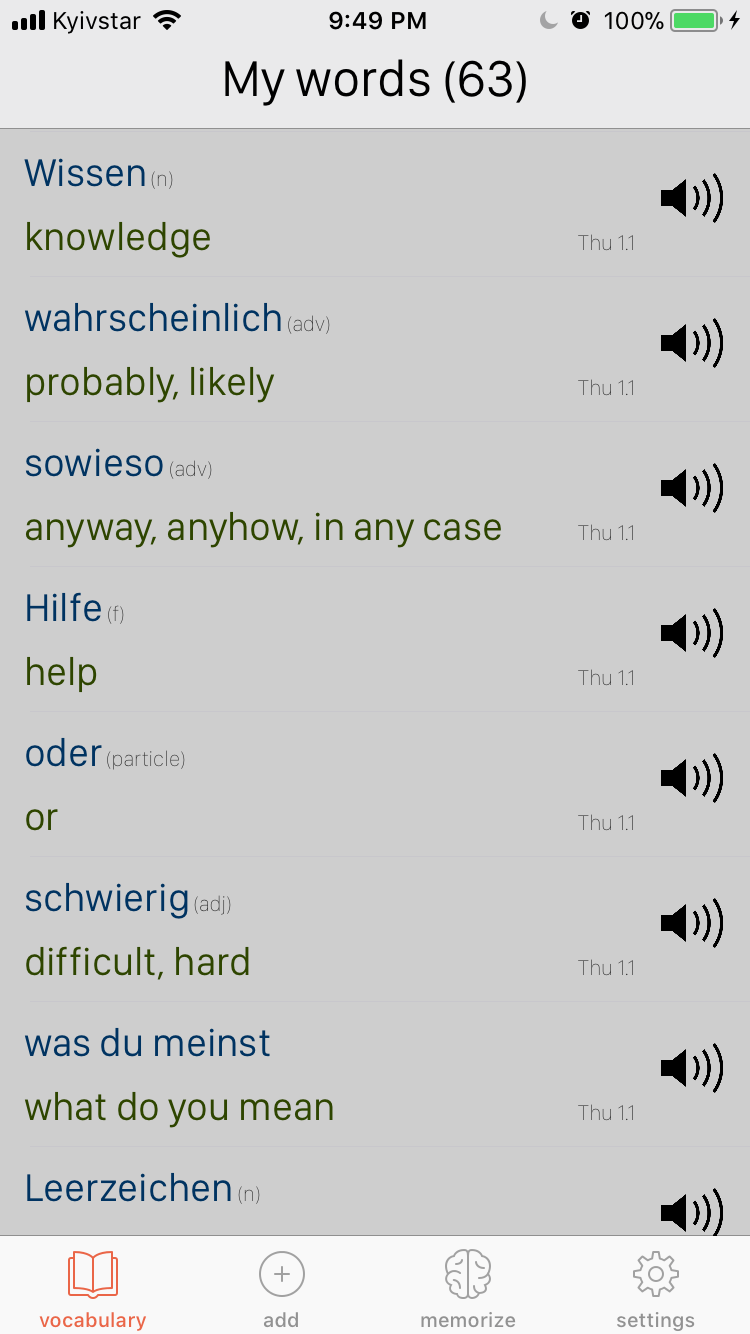 Kyivstar 9:49 PM 100%
My words (63)
Wissen (n)
knowledge Thu 1.1
wahrscheinlich (adv)
probably, likely Thu 1.1
sowieso (adv)
anyway, anyhow, in any case Thu 1.1
Hilfe (f)
help Thu 1.1
oder (particle)
or Thu 1.1
schwierig (adj)
difficult, hard Thu 1.1
was du meinst
what do you mean Thu 1.1
Leerzeichen (n)
vocabulary add memorize settings